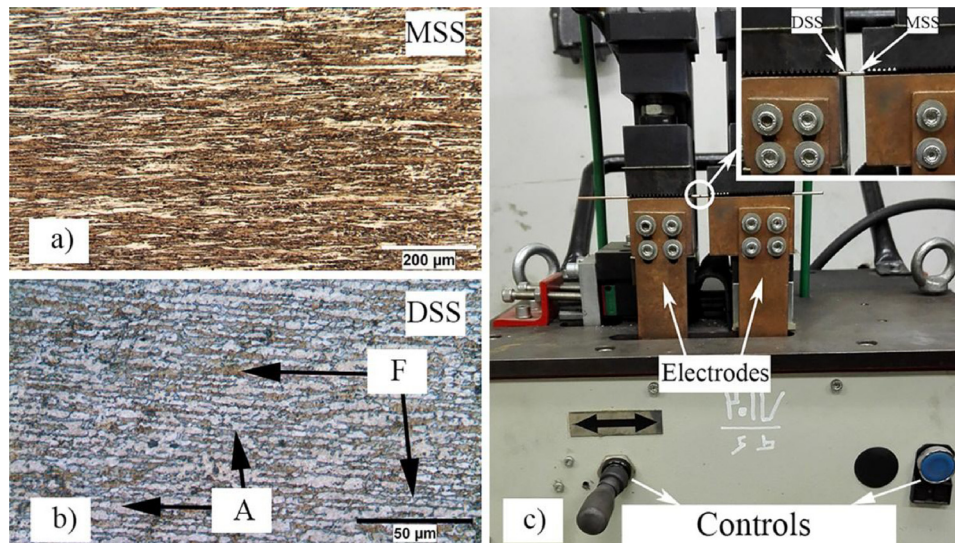 MSS
a)
200 µm
DSS
F
A
b)
50 µm
DSS
MSS
Electrodes
c)
Controls